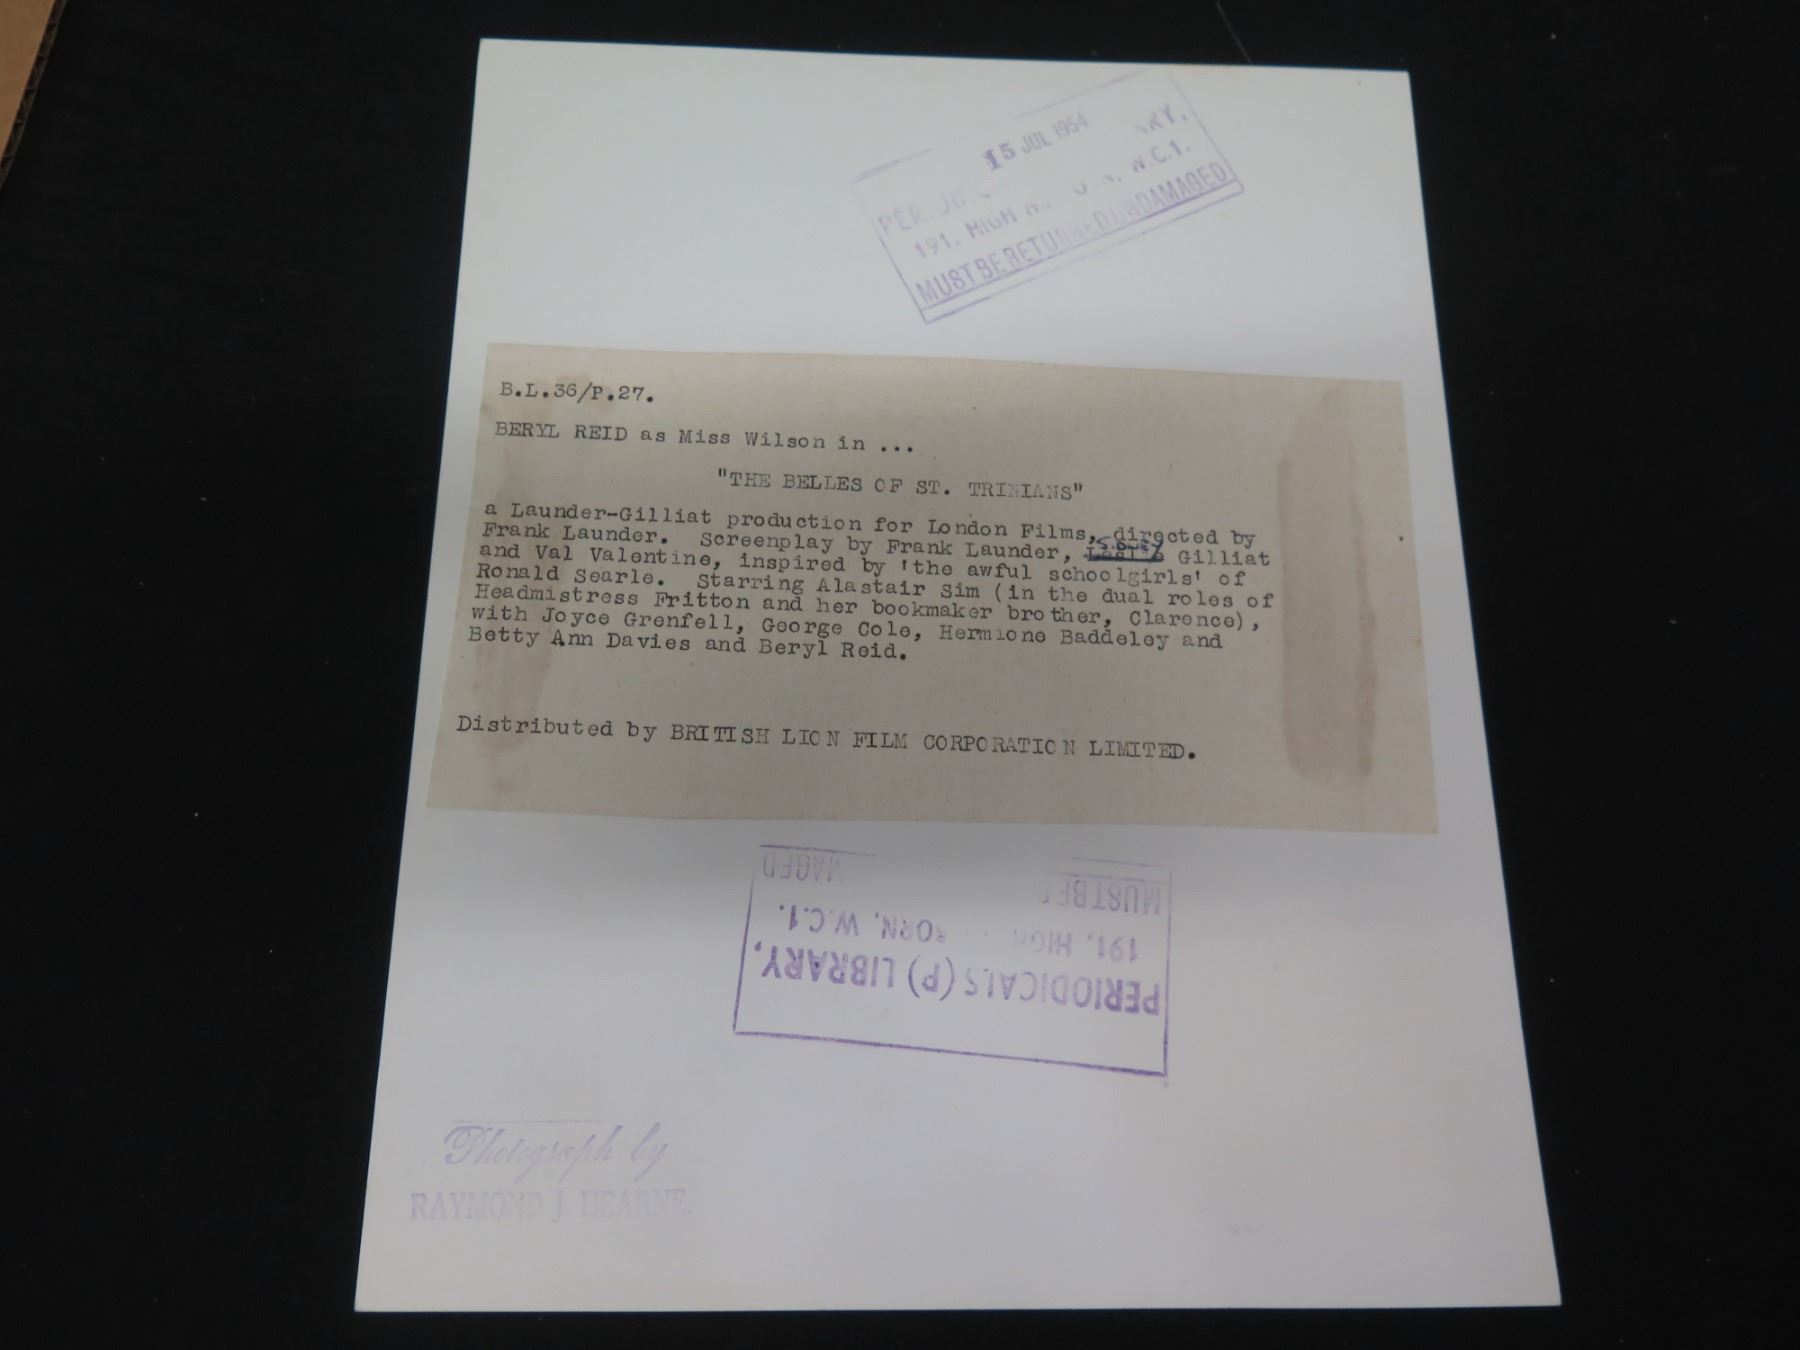 15 JUL 1954
191, HIGH W.C.1.
MUST BE RETURNED UNDAMAGED
B.L.36/P.27.
BERYL REID as Miss Wilson in ...
"THE BELLES OF ST. TRINIANS"
a Launder-Gilliat production for London Films, directed by
Frank Launder. Screenplay by Frank Launder, Gilliat
and Val Valentine, inspired by 'the awful schoolgirls' of
Ronald Searle. Starring Alastair Sim (in the dual roles of
Headmistress Fritton and her bookmaker brother, Clarence),
with Joyce Grenfell, George Cole, Hermione Baddeley and
Betty Ann Davies and Beryl Reid.
Distributed by BRITISH LION FILM CORPORATION LIMITED.
PERIODICALS (P) LIBRARY,
191, HIGH W.C.1.
MUST BE
Photograph by
RAYMOND J. HEARNE.